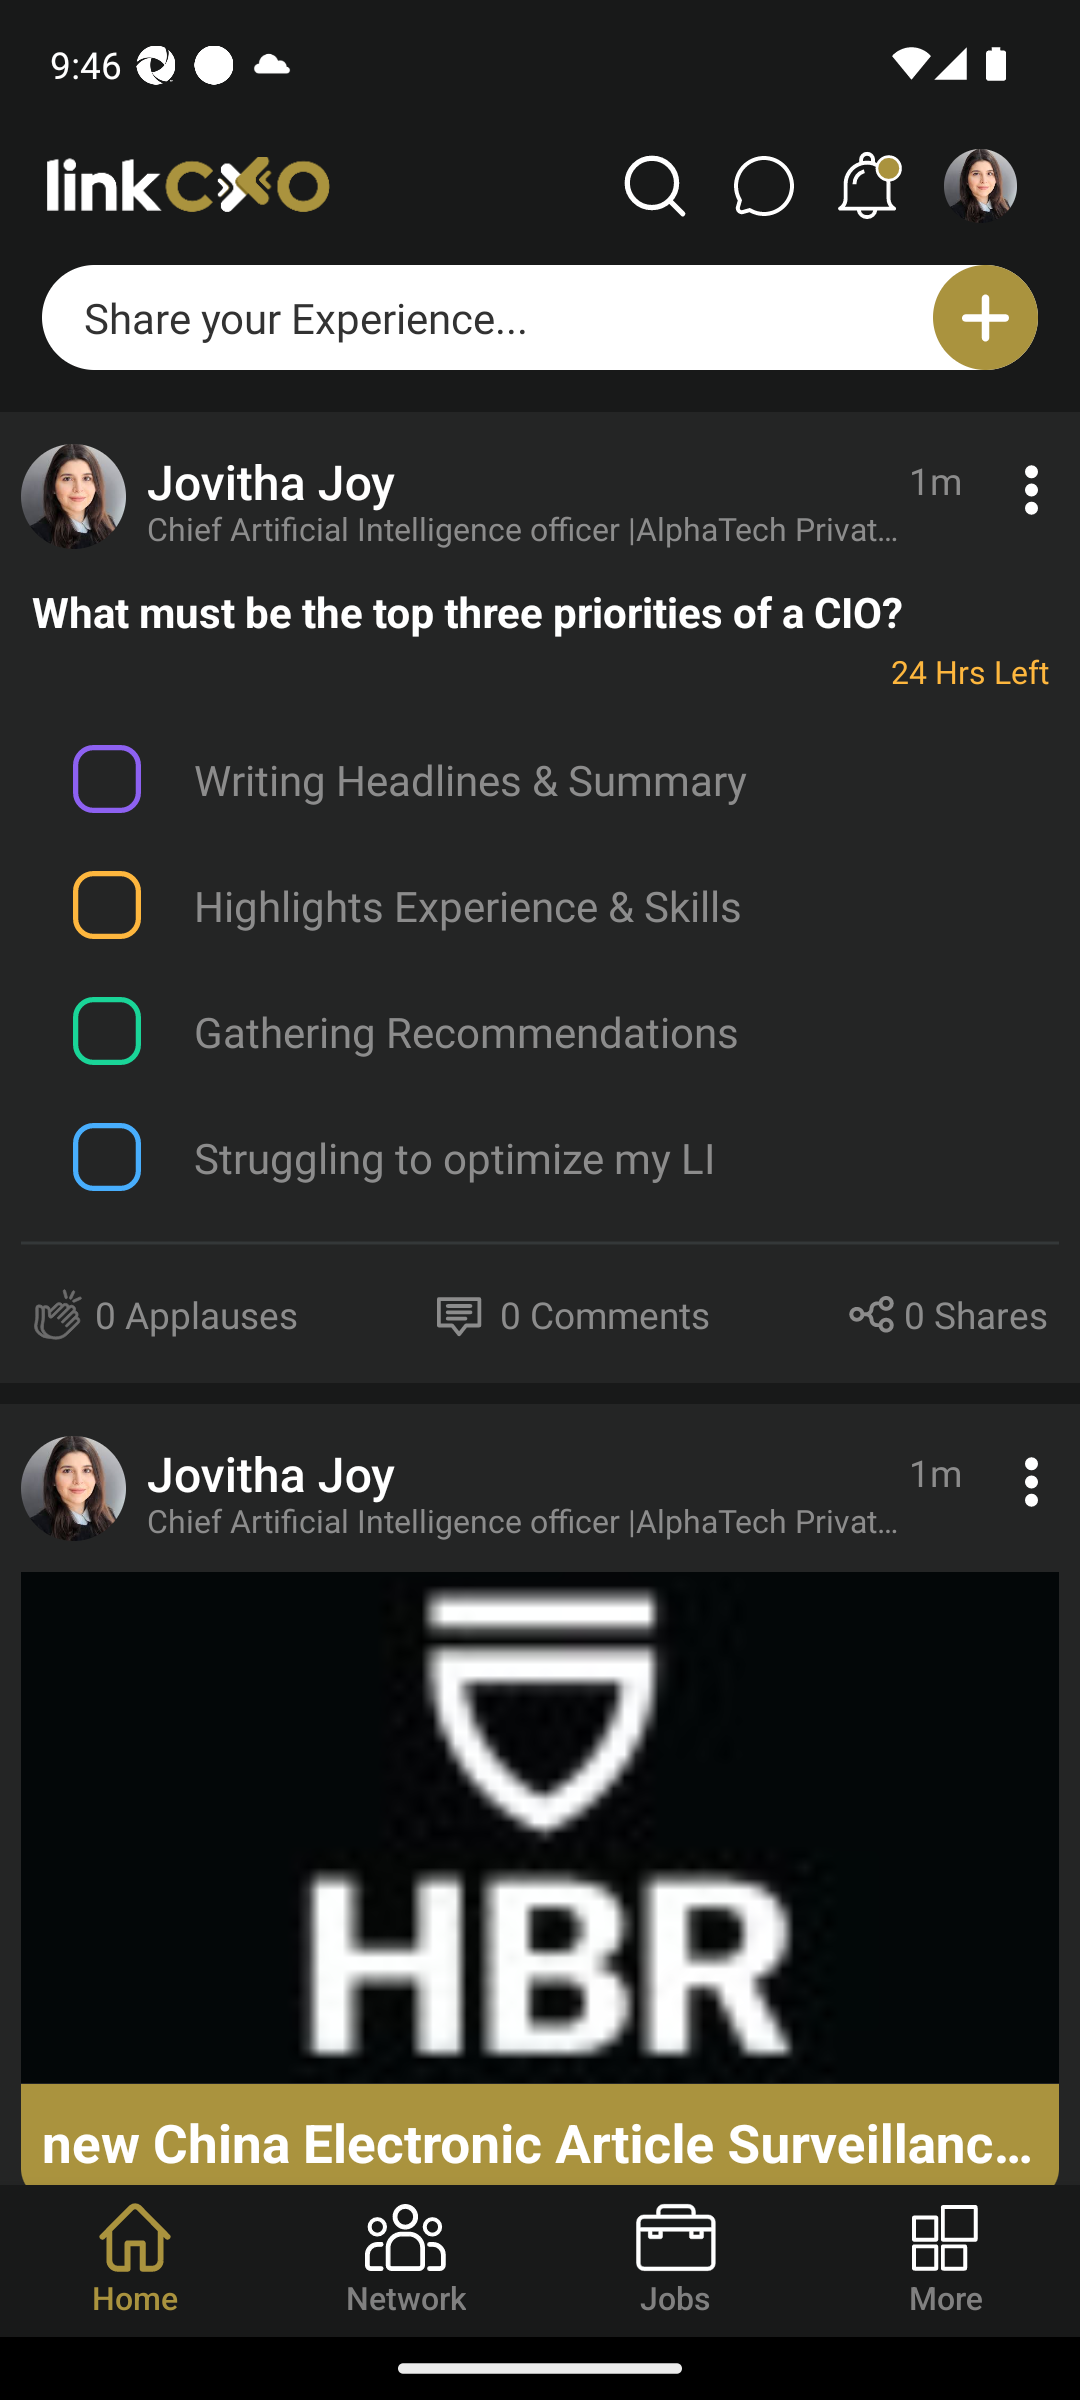 9:46
linkCXO
Share your Experience...
Jovitha Joy
1m
Chief Artificial Intelligence officer |AlphaTech Privat...
What must be the top three priorities of a CIO?
24 Hrs Left
Writing Headlines & Summary
Highlights Experience & Skills
Gathering Recommendations
Struggling to optimize my LI
0 Applauses 0 Comments 0 Shares
Jovitha Joy
1m
Chief Artificial Intelligence officer |AlphaTech Privat...
HBR
new China Electronic Article Surveillanc...
Home Network Jobs More